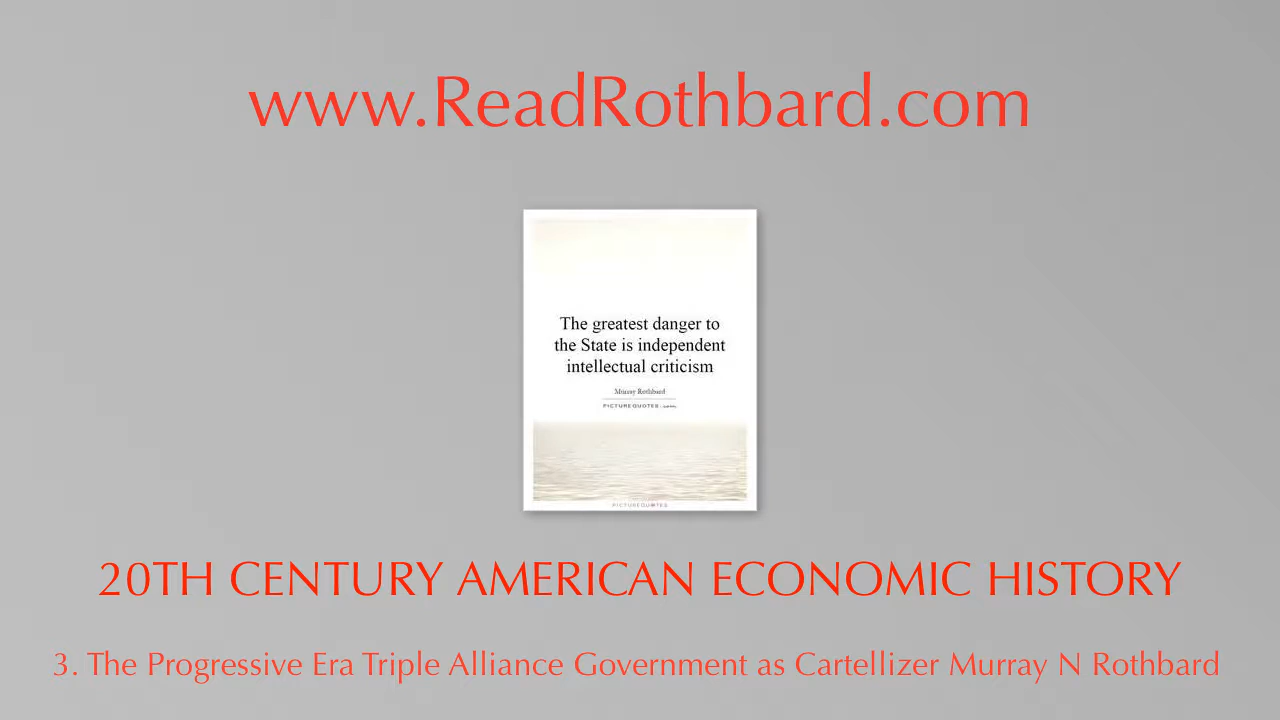 www.ReadRothbard.com
The greatest danger to
the State is independent
intellectual criticism
Murray Rothbard
PICTUREQUOTES.com
PICTUREQUOTES
20TH CENTURY AMERICAN ECONOMIC HISTORY
3. The Progressive Era Triple Alliance Government as Cartellizer Murray N Rothbard